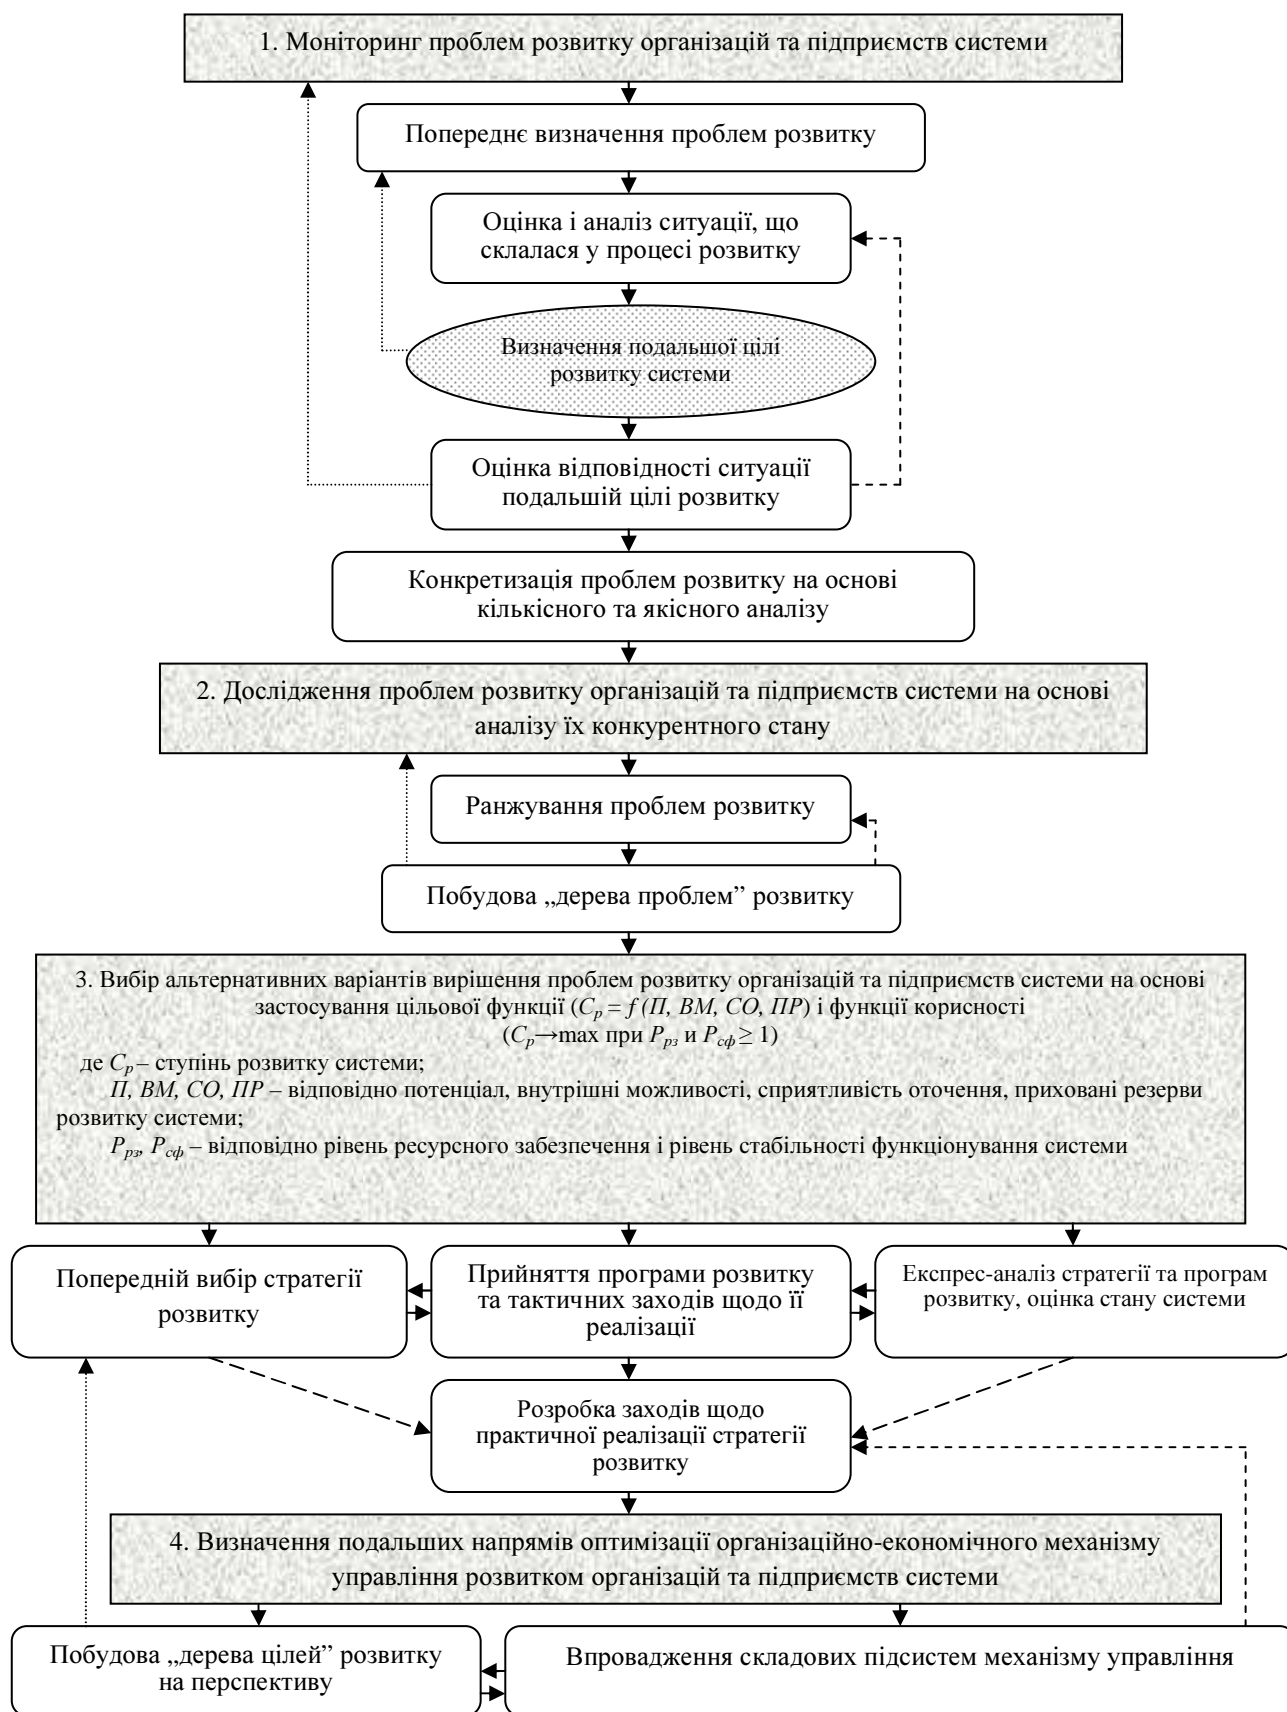 1. Моніторинг проблем розвитку організацій та підприємств системи
Попереднє визначення проблем розвитку
Оцінка і аналіз ситуації, що
склалася у процесі розвитку
Визначення подальшої цілі
розвитку системи
Оцінка відповідності ситуації
подальшій цілі розвитку
Конкретизація проблем розвитку на основі
кількісного та якісного аналізу
2. Дослідження проблем розвитку організацій та підприємств системи на основі
аналізу їх конкурентного стану
Ранжування проблем розвитку
Побудова „дерева проблем” розвитку
3. Вибір альтернативних варіантів вирішення проблем розвитку організацій та підприємств системи на основі
застосування цільової функції (Cр = f (П, ВМ, СО, ПР) і функції корисності
(Cр→max при Ррз и Рсф ≥ 1)
де Cр – ступінь розвитку системи;
П, ВМ, СО, ПР – відповідно потенціал, внутрішні можливості, сприятливість оточення, приховані резерви
розвитку системи;
Ррз, Рсф – відповідно рівень ресурсного забезпечення і рівень стабільності функціонування системи
Попередній вибір стратегії
розвитку
Прийняття програми розвитку
та тактичних заходів щодо її
реалізації
Експрес-аналіз стратегії та програм
розвитку, оцінка стану системи
Розробка заходів щодо
практичної реалізації стратегії
розвитку
4. Визначення подальших напрямів оптимізації організаційно-економічного механізму
управління розвитком організацій та підприємств системи
Побудова „дерева цілей” розвитку
на перспективу
Впровадження складових підсистем механізму управління